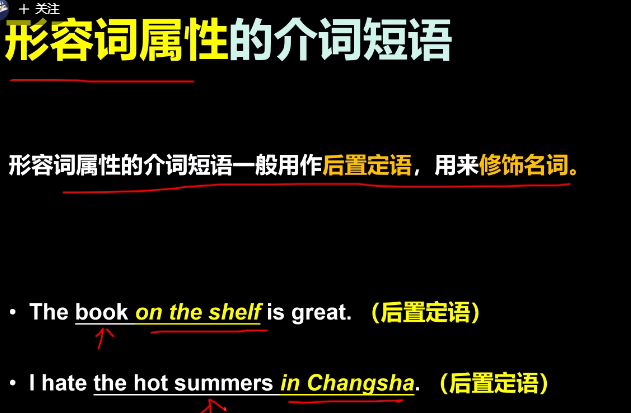 + 关注
形容词属性的介词短语
形容词属性的介词短语一般用作后置定语，用来修饰名词。
• The book on the shelf is great.（后置定语）
• I hate the hot summers in Changsha.（后置定语）